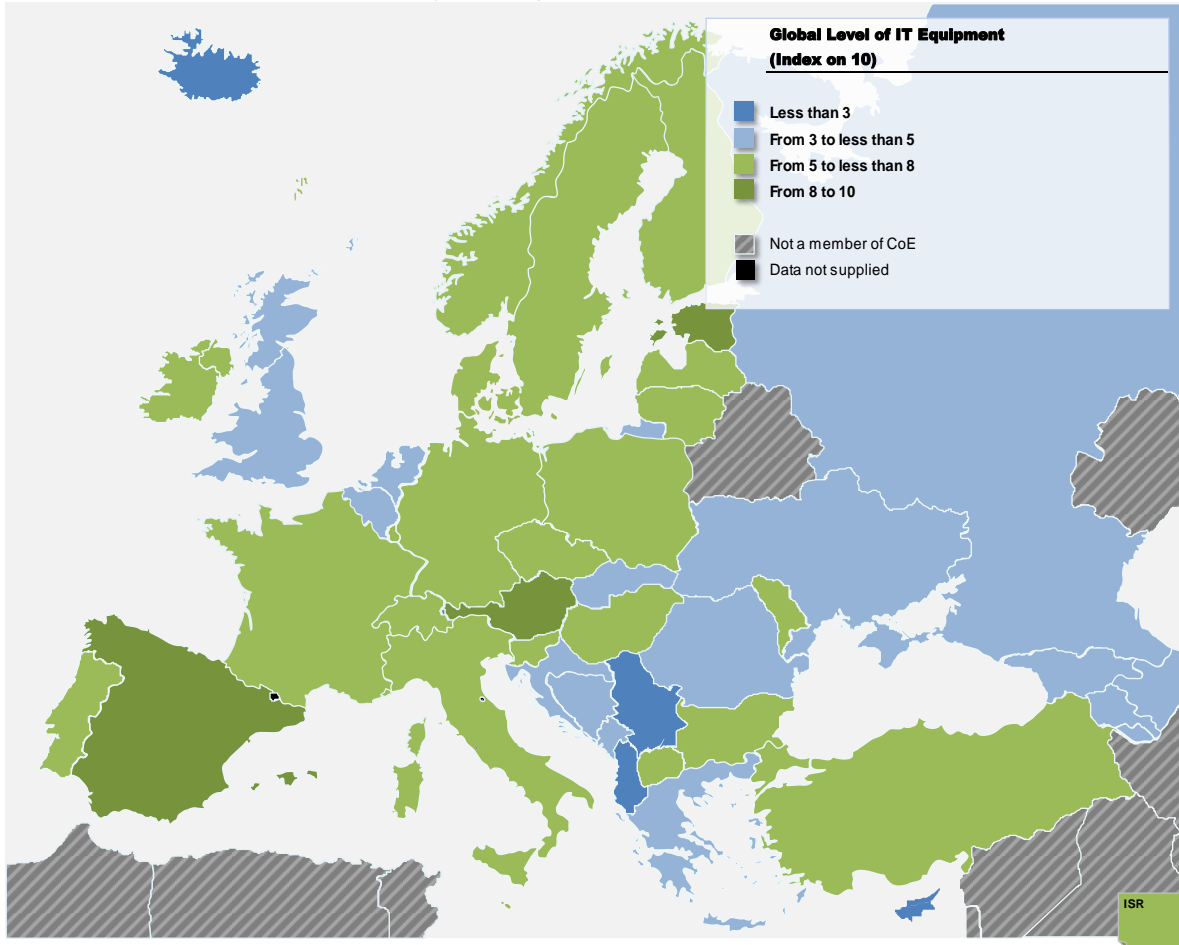 Global Level of IT Equipment
(Index on 10)
Less than 3
From 3 to less than 5
From 5 to less than 8
From 8 to 10
Not a member of CoE
Data not supplied
ISR